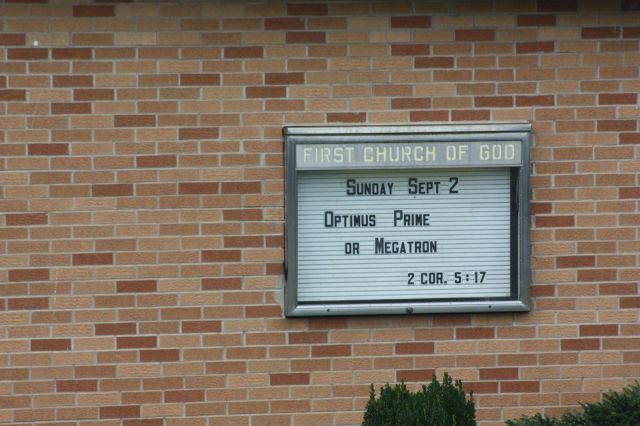 FIRST CHURCH OF GOD
SUNDAY SEPT 2
OPTIMUS PRIME
OR MEGATRON
2 COR. 5:17